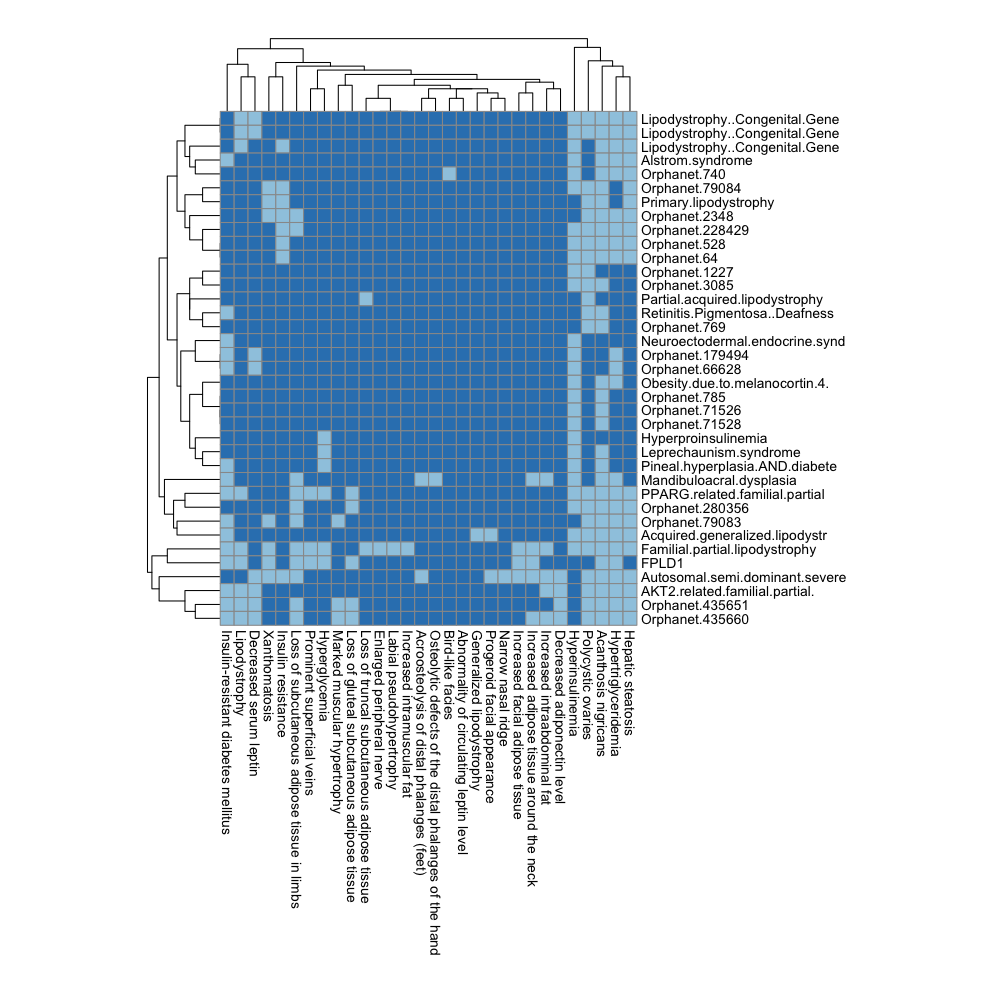 Lipodystrophy..Congenital.Gene
Lipodystrophy..Congenital.Gene
Lipodystrophy..Congenital.Gene
Alstrom.syndrome
Orphanet.740
Orphanet.79084
Primary.lipodystrophy
Orphanet.2348
Orphanet.228429
Orphanet.528
Orphanet.64
Orphanet.1227
Orphanet.3085
Partial.acquired.lipodystrophy
Retinitis.Pigmentosa..Deafness
Orphanet.769
Neuroectodermal.endocrine.synd
Orphanet.179494
Orphanet.66628
Obesity.due.to.melanocortin.4.
Orphanet.785
Orphanet.71526
Orphanet.71528
Hyperproinsulinemia
Leprechaunism.syndrome
Pineal.hyperplasia.AND.diabete
Mandibuloacral.dysplasia
PPARG.related.familial.partial
Orphanet.280356
Orphanet.79083
Acquired.generalized.lipodystr
Familial.partial.lipodystrophy
FPLD1
Autosomal.semi.dominant.severe
AKT2.related.familial.partial.
Orphanet.435651
Orphanet.435660
Insulin-resistant diabetes mellitus
Lipodystrophy
Decreased serum leptin
Xanthomatosis
Insulin resistance
Loss of subcutaneous adipose tissue in limbs
Prominent superficial veins
Hyperglycemia
Marked muscular hypertrophy
Loss of gluteal subcutaneous adipose tissue
Loss of truncal subcutaneous adipose tissue
Enlarged peripheral nerve
Labial pseudohypertrophy
Increased intramuscular fat
Acroosteolysis of distal phalanges (feet)
Osteolytic defects of the distal phalanges of the hand
Bird-like facies
Abnormality of circulating leptin level
Generalized lipodystrophy
Progeroid facial appearance
Narrow nasal ridge
Increased facial adipose tissue
Increased adipose tissue around the neck
Increased intraabdominal fat
Decreased adiponectin level
Hyperinsulinemia
Polycystic ovaries
Acanthosis nigricans
Hypertriglyceridemia
Hepatic steatosis